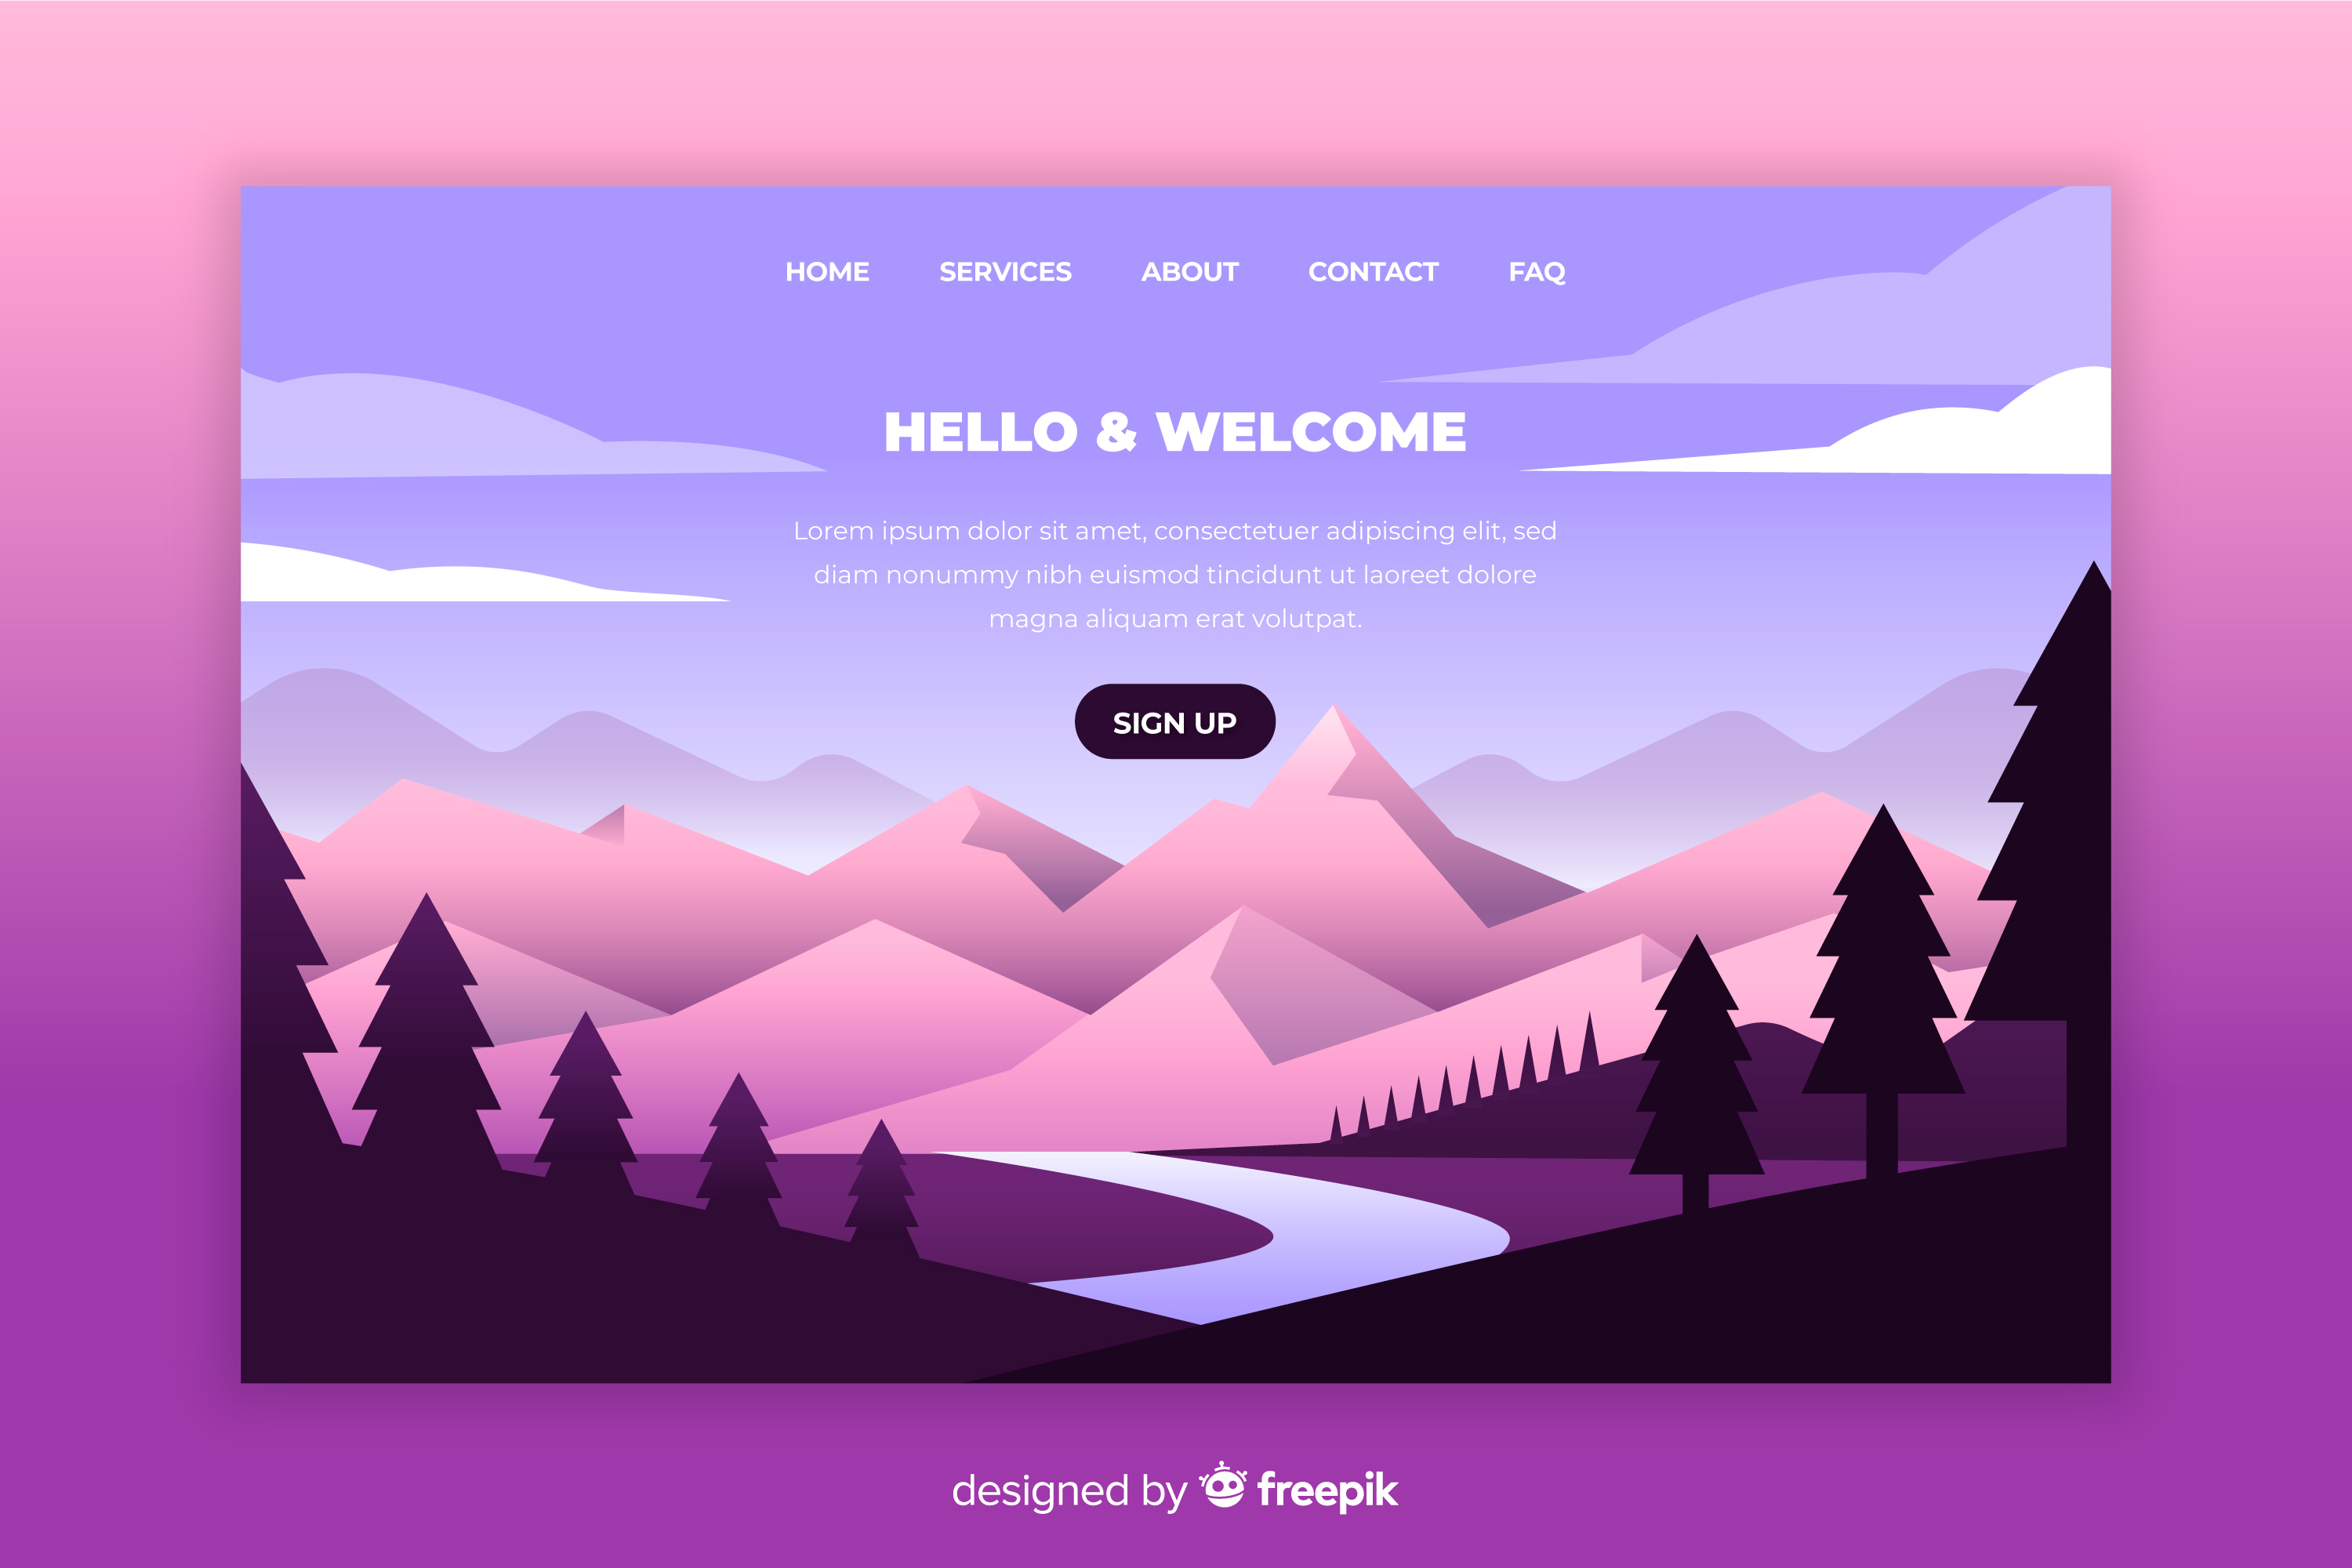 HOME SERVICES ABOUT CONTACT FAQ
HELLO & WELCOME
Lorem ipsum dolor sit amet, consectetuer adipiscing elit, sed
diam nonummy nibh euismod tincidunt ut laoreet dolore
magna aliquam erat volutpat.
SIGN UP
designed by freepik